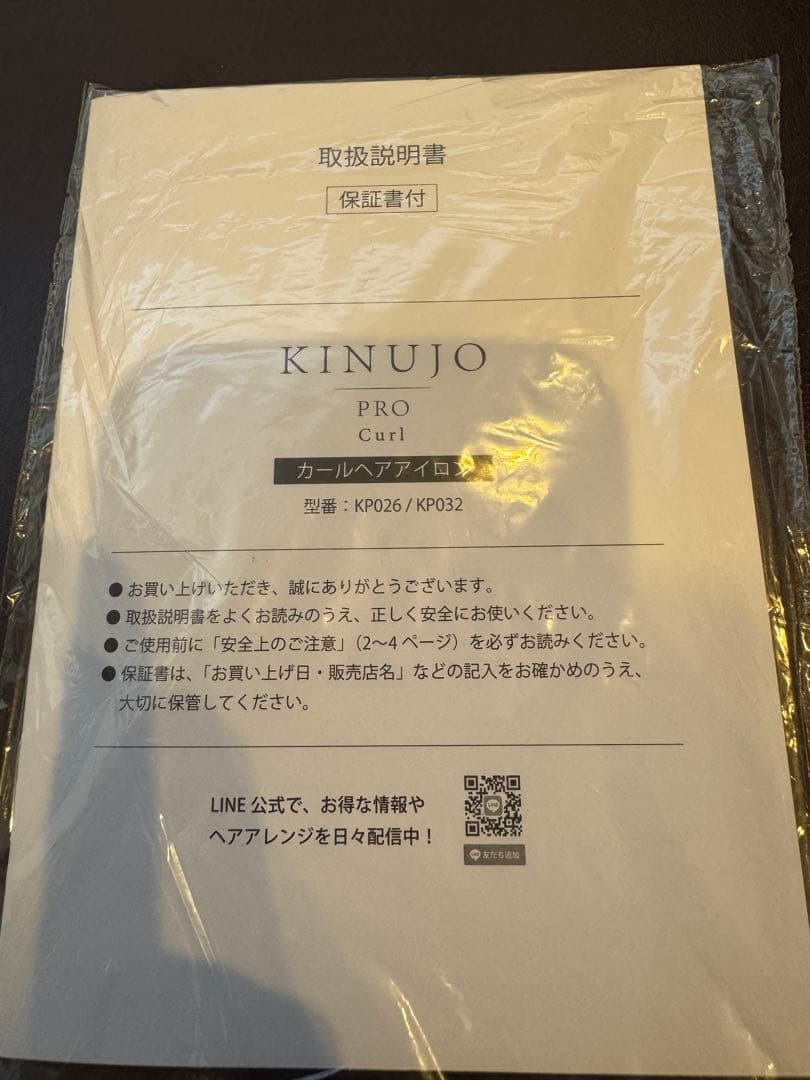 取扱説明書
保証書付
KINUJO
PRO
Curl
カールヘアアイロン
型番：KP026 / KP032
● お買い上げいただき、誠にありがとうございます。
● 取扱説明書をよくお読みのうえ、正しく安全にお使いください。
● ご使用前に「安全上のご注意」（2～4 ページ）を必ずお読みください。
● 保証書は、「お買い上げ日・販売店名」などの記入をお確かめのうえ、
大切に保管してください。
LINE 公式で、お得な情報や
ヘアアレンジを日々配信中！
LINE
LINE 友だち追加